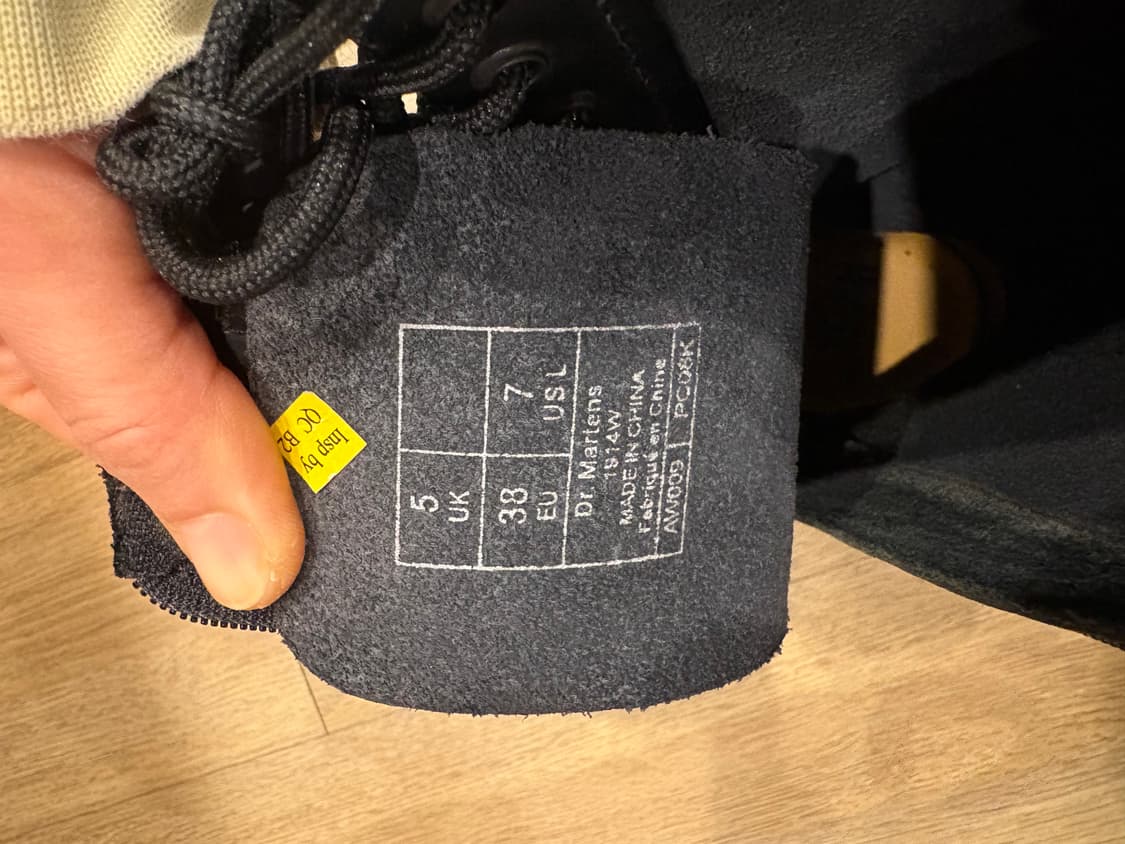 5
UK
38
EU
7
US L
Dr. Martens
1914W
MADE IN CHINA
Fabriqué en Chine
AW009 PC08K
Insp by
QC B2